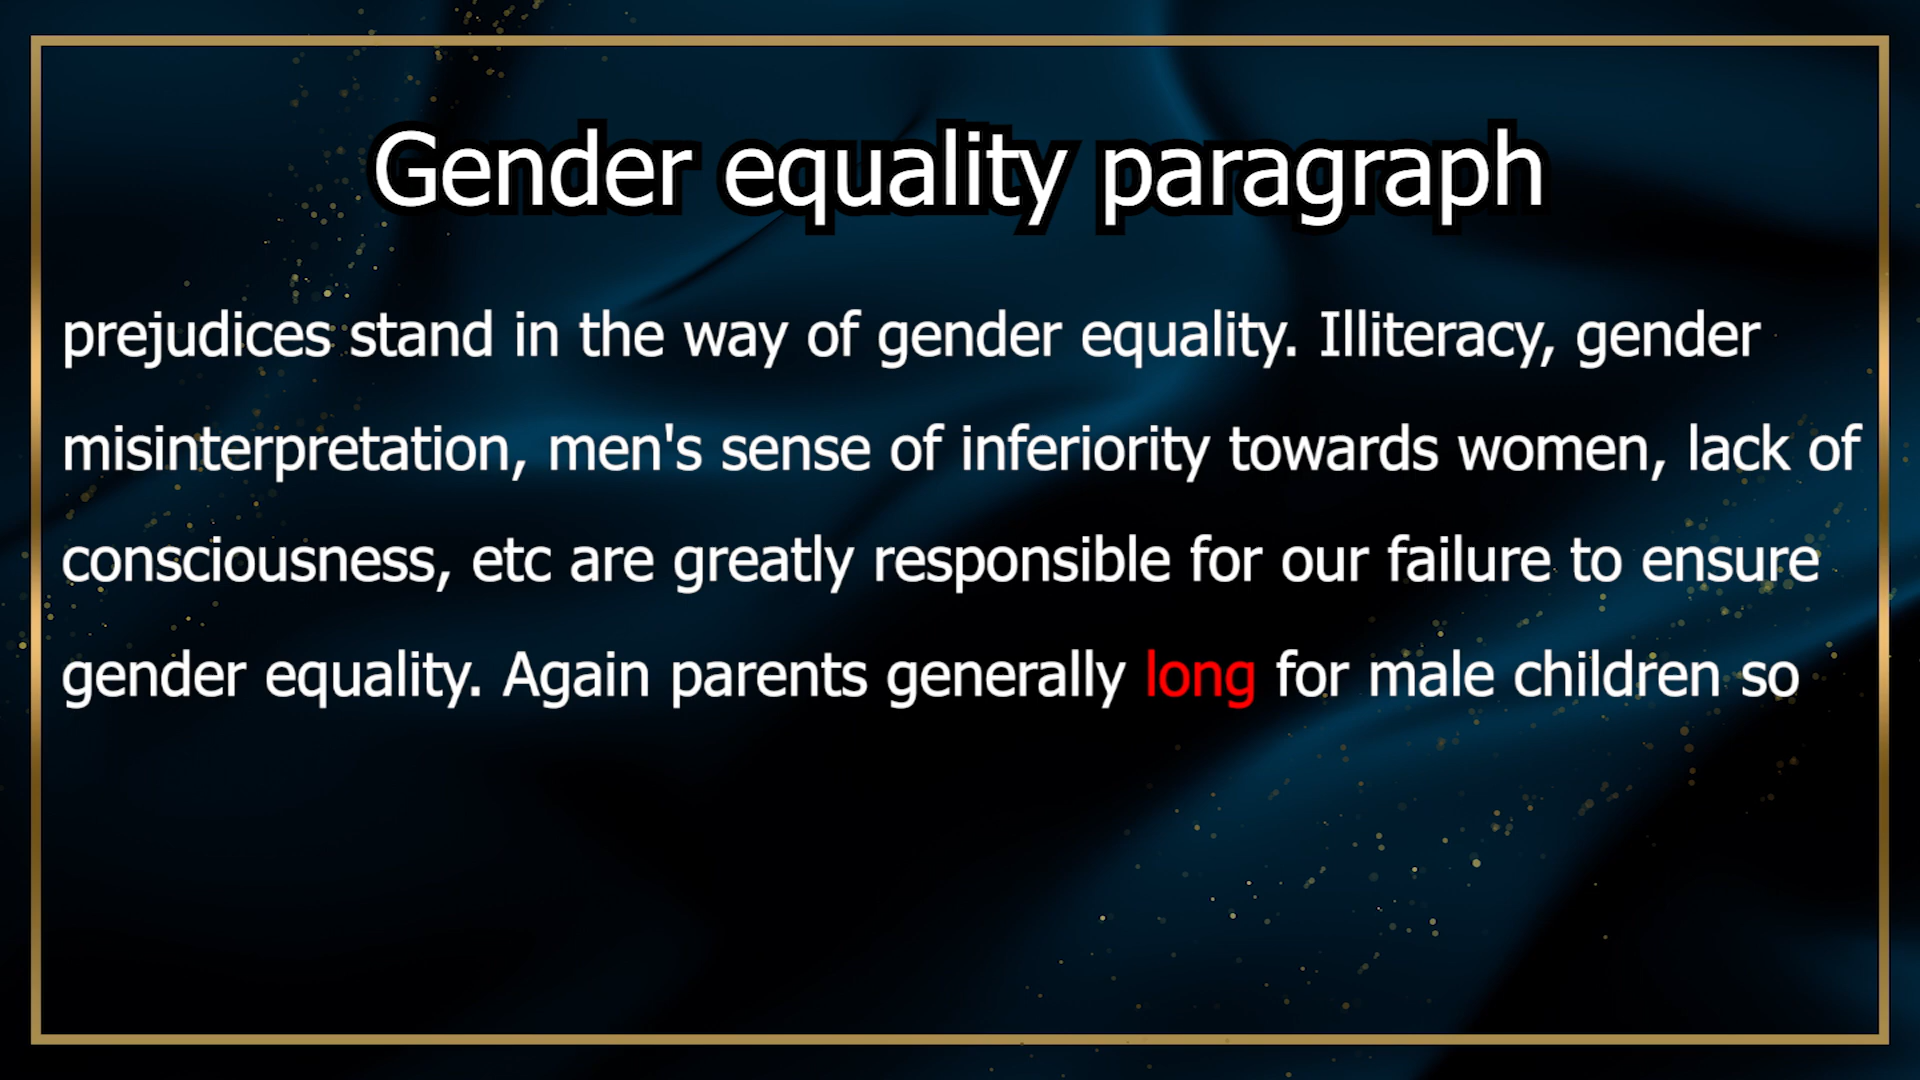 Gender equality paragraph
prejudices stand in the way of gender equality. Illiteracy, gender
misinterpretation, men's sense of inferiority towards women, lack of
consciousness, etc are greatly responsible for our failure to ensure
gender equality. Again parents generally long for male children so